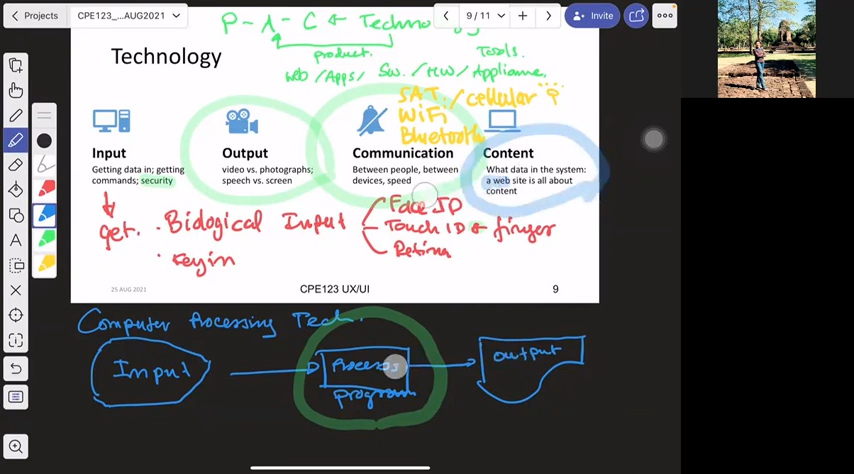 Projects
CPE123_...AUG2021
9 / 11
Invite
P - A - C ← Technology
product.
Tools.
Web /Apps/ SW. / HW / Appliance.
Technology
SAT. / cellular
WiFi
Bluetooth
Input
Getting data in; getting
commands; security
Output
video vs. photographs;
speech vs. screen
Communication
Between people, between
devices, speed
Content
What data in the system:
a web site is all about
content
get. · Biological Input
Face ID
Touch ID ← finger
Retina
· Keyin
25 AUG 2021
CPE123 UX/UI
9
Computer Processing Tech.
Input
Process
program
output